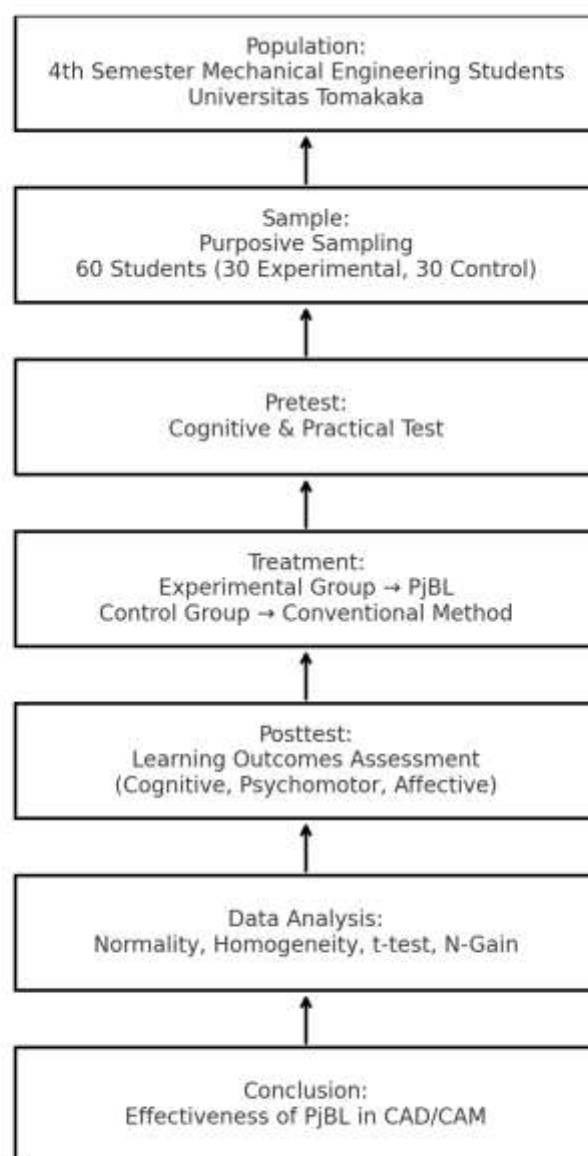 Population:
4th Semester Mechanical Engineering Students
Universitas Tomakaka
Sample:
Purposive Sampling
60 Students (30 Experimental, 30 Control)
Pretest:
Cognitive & Practical Test
Treatment:
Experimental Group → PjBL
Control Group → Conventional Method
Posttest:
Learning Outcomes Assessment
(Cognitive, Psychomotor, Affective)
Data Analysis:
Normality, Homogeneity, t-test, N-Gain
Conclusion:
Effectiveness of PjBL in CAD/CAM